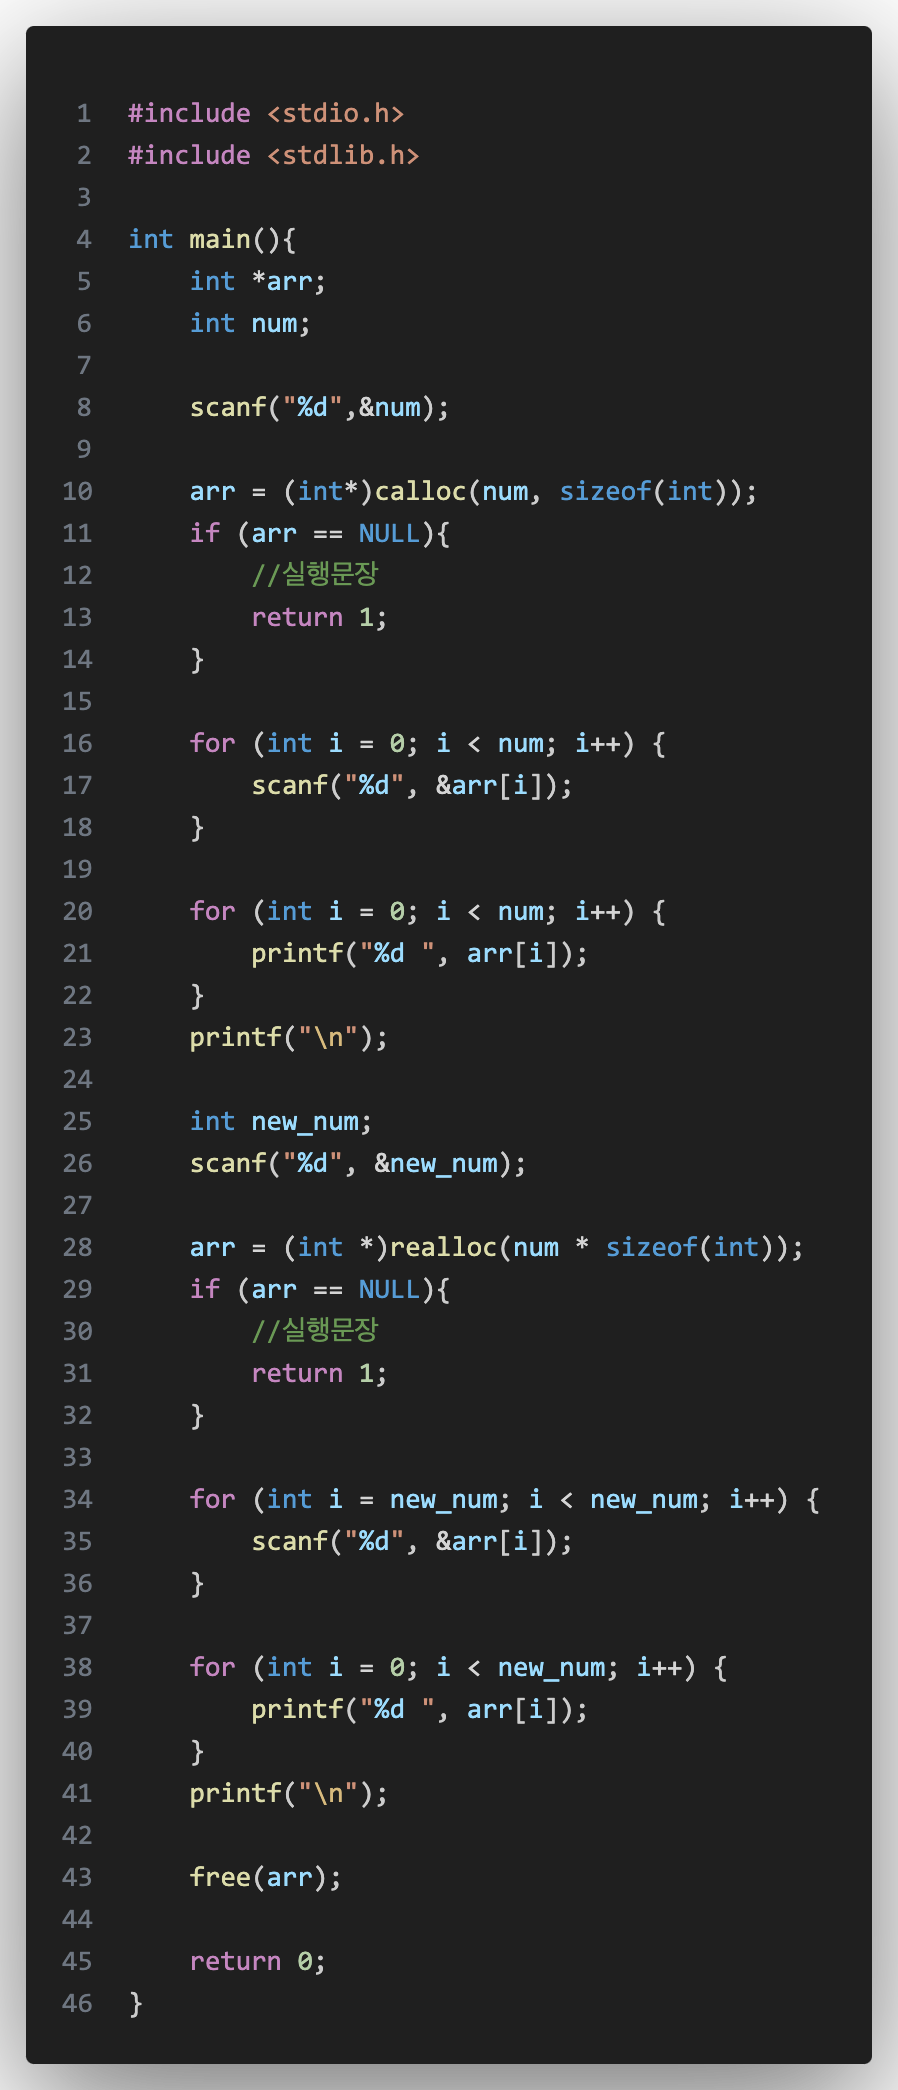 1 #include <stdio.h>
2 #include <stdlib.h>
3
4 int main(){
5     int *arr;
6     int num;
7
8     scanf("%d",&num);
9
10     arr = (int*)calloc(num, sizeof(int));
11     if (arr == NULL){
12         //실행문장
13         return 1;
14     }
15
16     for (int i = 0; i < num; i++) {
17         scanf("%d", &arr[i]);
18     }
19
20     for (int i = 0; i < num; i++) {
21         printf("%d ", arr[i]);
22     }
23     printf("\n");
24
25     int new_num;
26     scanf("%d", &new_num);
27
28     arr = (int *)realloc(num * sizeof(int));
29     if (arr == NULL){
30         //실행문장
31         return 1;
32     }
33
34     for (int i = new_num; i < new_num; i++) {
35         scanf("%d", &arr[i]);
36     }
37
38     for (int i = 0; i < new_num; i++) {
39         printf("%d ", arr[i]);
40     }
41     printf("\n");
42
43     free(arr);
44
45     return 0;
46 }